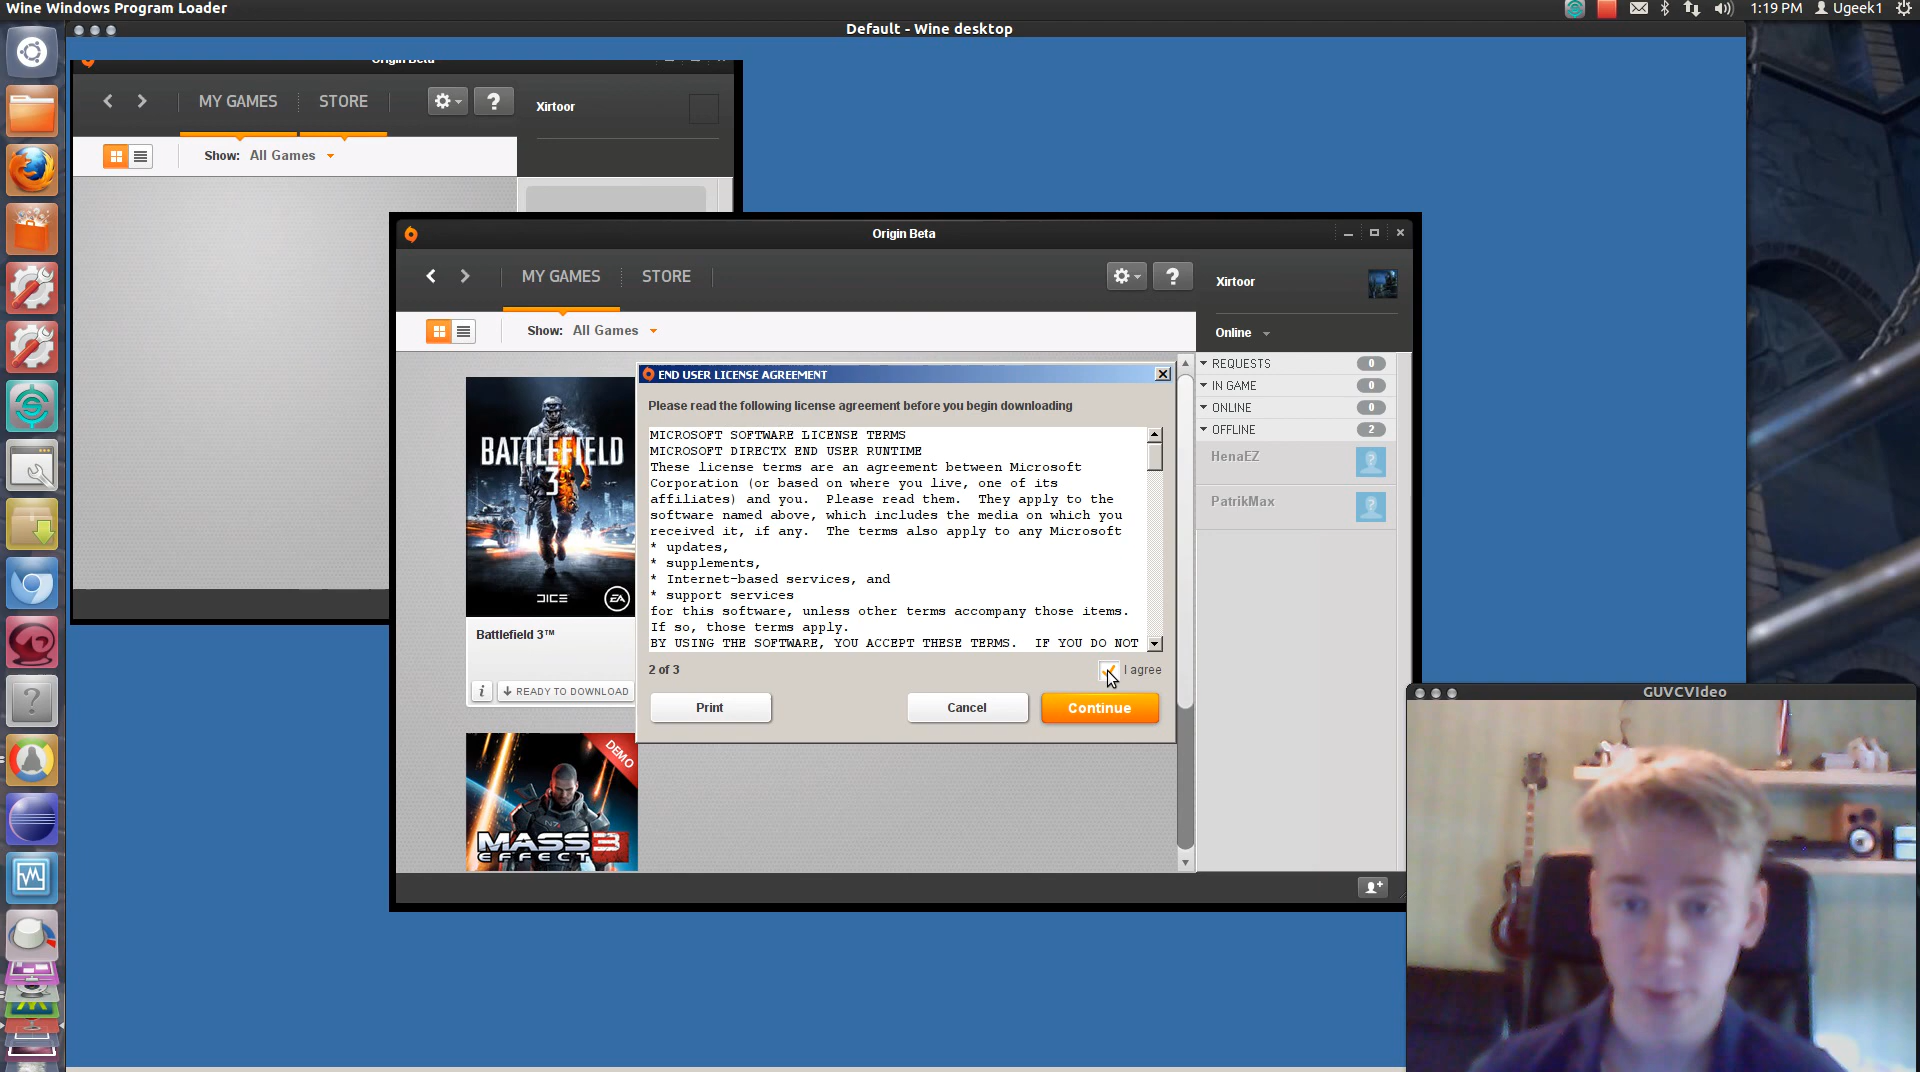 Wine Windows Program Loader
1:19 PM
Ugeek1
Default - Wine desktop
Origin Beta
MY GAMES
STORE
?
Xirtoor
Show: All Games
Origin Beta
MY GAMES
STORE
?
Xirtoor
Online
Show: All Games
REQUESTS 0
IN GAME 0
ONLINE 0
OFFLINE 2
HenaEZ
PatrikMax
BATTLEFIELD
3
DICE
EA
Battlefield 3™
i
READY TO DOWNLOAD
DEMO
N7
MASS
EFFECT 3
END USER LICENSE AGREEMENT
Please read the following license agreement before you begin downloading
MICROSOFT SOFTWARE LICENSE TERMS
MICROSOFT DIRECTX END USER RUNTIME
These license terms are an agreement between Microsoft
Corporation (or based on where you live, one of its
affiliates) and you.  Please read them.  They apply to the
software named above, which includes the media on which you
received it, if any.  The terms also apply to any Microsoft
* updates,
* supplements,
* Internet-based services, and
* support services
for this software, unless other terms accompany those items.
If so, those terms apply.
BY USING THE SOFTWARE, YOU ACCEPT THESE TERMS.  IF YOU DO NOT
2 of 3
I agree
Print
Cancel
Continue
GUVCVIdeo